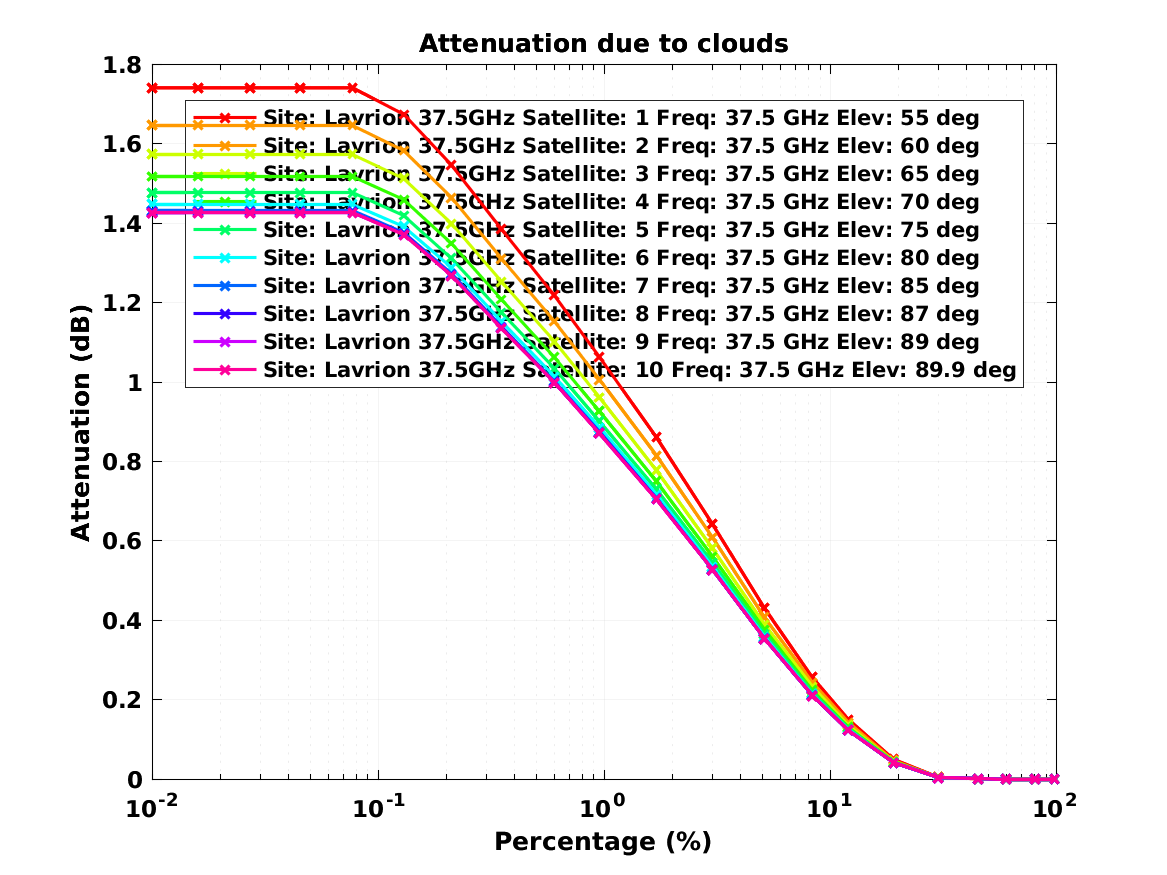 Attenuation due to clouds
1.8
1.6
1.4
1.2
1
0.8
0.6
0.4
0.2
0
Attenuation (dB)
Site: Lavrion 37.5GHz Satellite: 1 Freq: 37.5 GHz Elev: 55 deg
Site: Lavrion 37.5GHz Satellite: 2 Freq: 37.5 GHz Elev: 60 deg
Site: Lavrion 37.5GHz Satellite: 3 Freq: 37.5 GHz Elev: 65 deg
Site: Lavrion 37.5GHz Satellite: 4 Freq: 37.5 GHz Elev: 70 deg
Site: Lavrion 37.5GHz Satellite: 5 Freq: 37.5 GHz Elev: 75 deg
Site: Lavrion 37.5GHz Satellite: 6 Freq: 37.5 GHz Elev: 80 deg
Site: Lavrion 37.5GHz Satellite: 7 Freq: 37.5 GHz Elev: 85 deg
Site: Lavrion 37.5GHz Satellite: 8 Freq: 37.5 GHz Elev: 87 deg
Site: Lavrion 37.5GHz Satellite: 9 Freq: 37.5 GHz Elev: 89 deg
Site: Lavrion 37.5GHz Satellite: 10 Freq: 37.5 GHz Elev: 89.9 deg
10^-2 10^-1 10^0 10^1 10^2
Percentage (%)